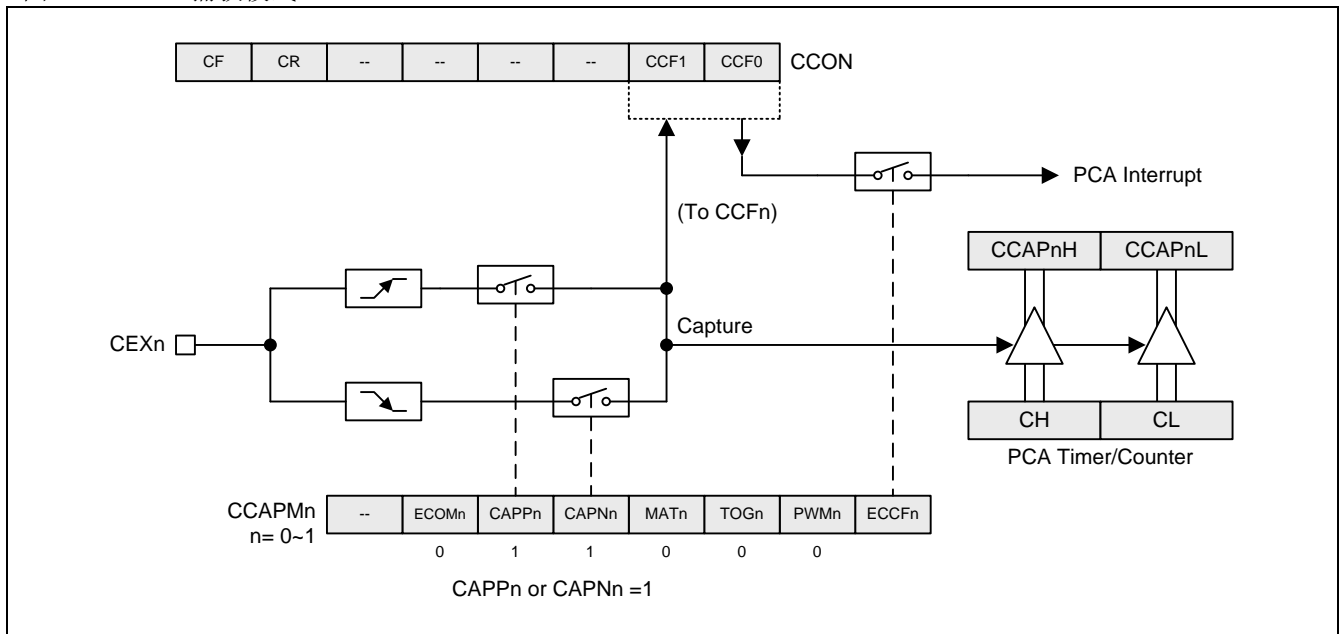 CF CR -- -- -- -- CCF1 CCF0 CCON
PCA Interrupt
(To CCFn)
CCAPnH CCAPnL
Capture
CEXn
CH CL
PCA Timer/Counter
CCAPMn -- ECOMn CAPPn CAPNn MATn TOGn PWMn ECCFn
n= 0~1
0 1 1 0 0 0
CAPPn or CAPNn =1